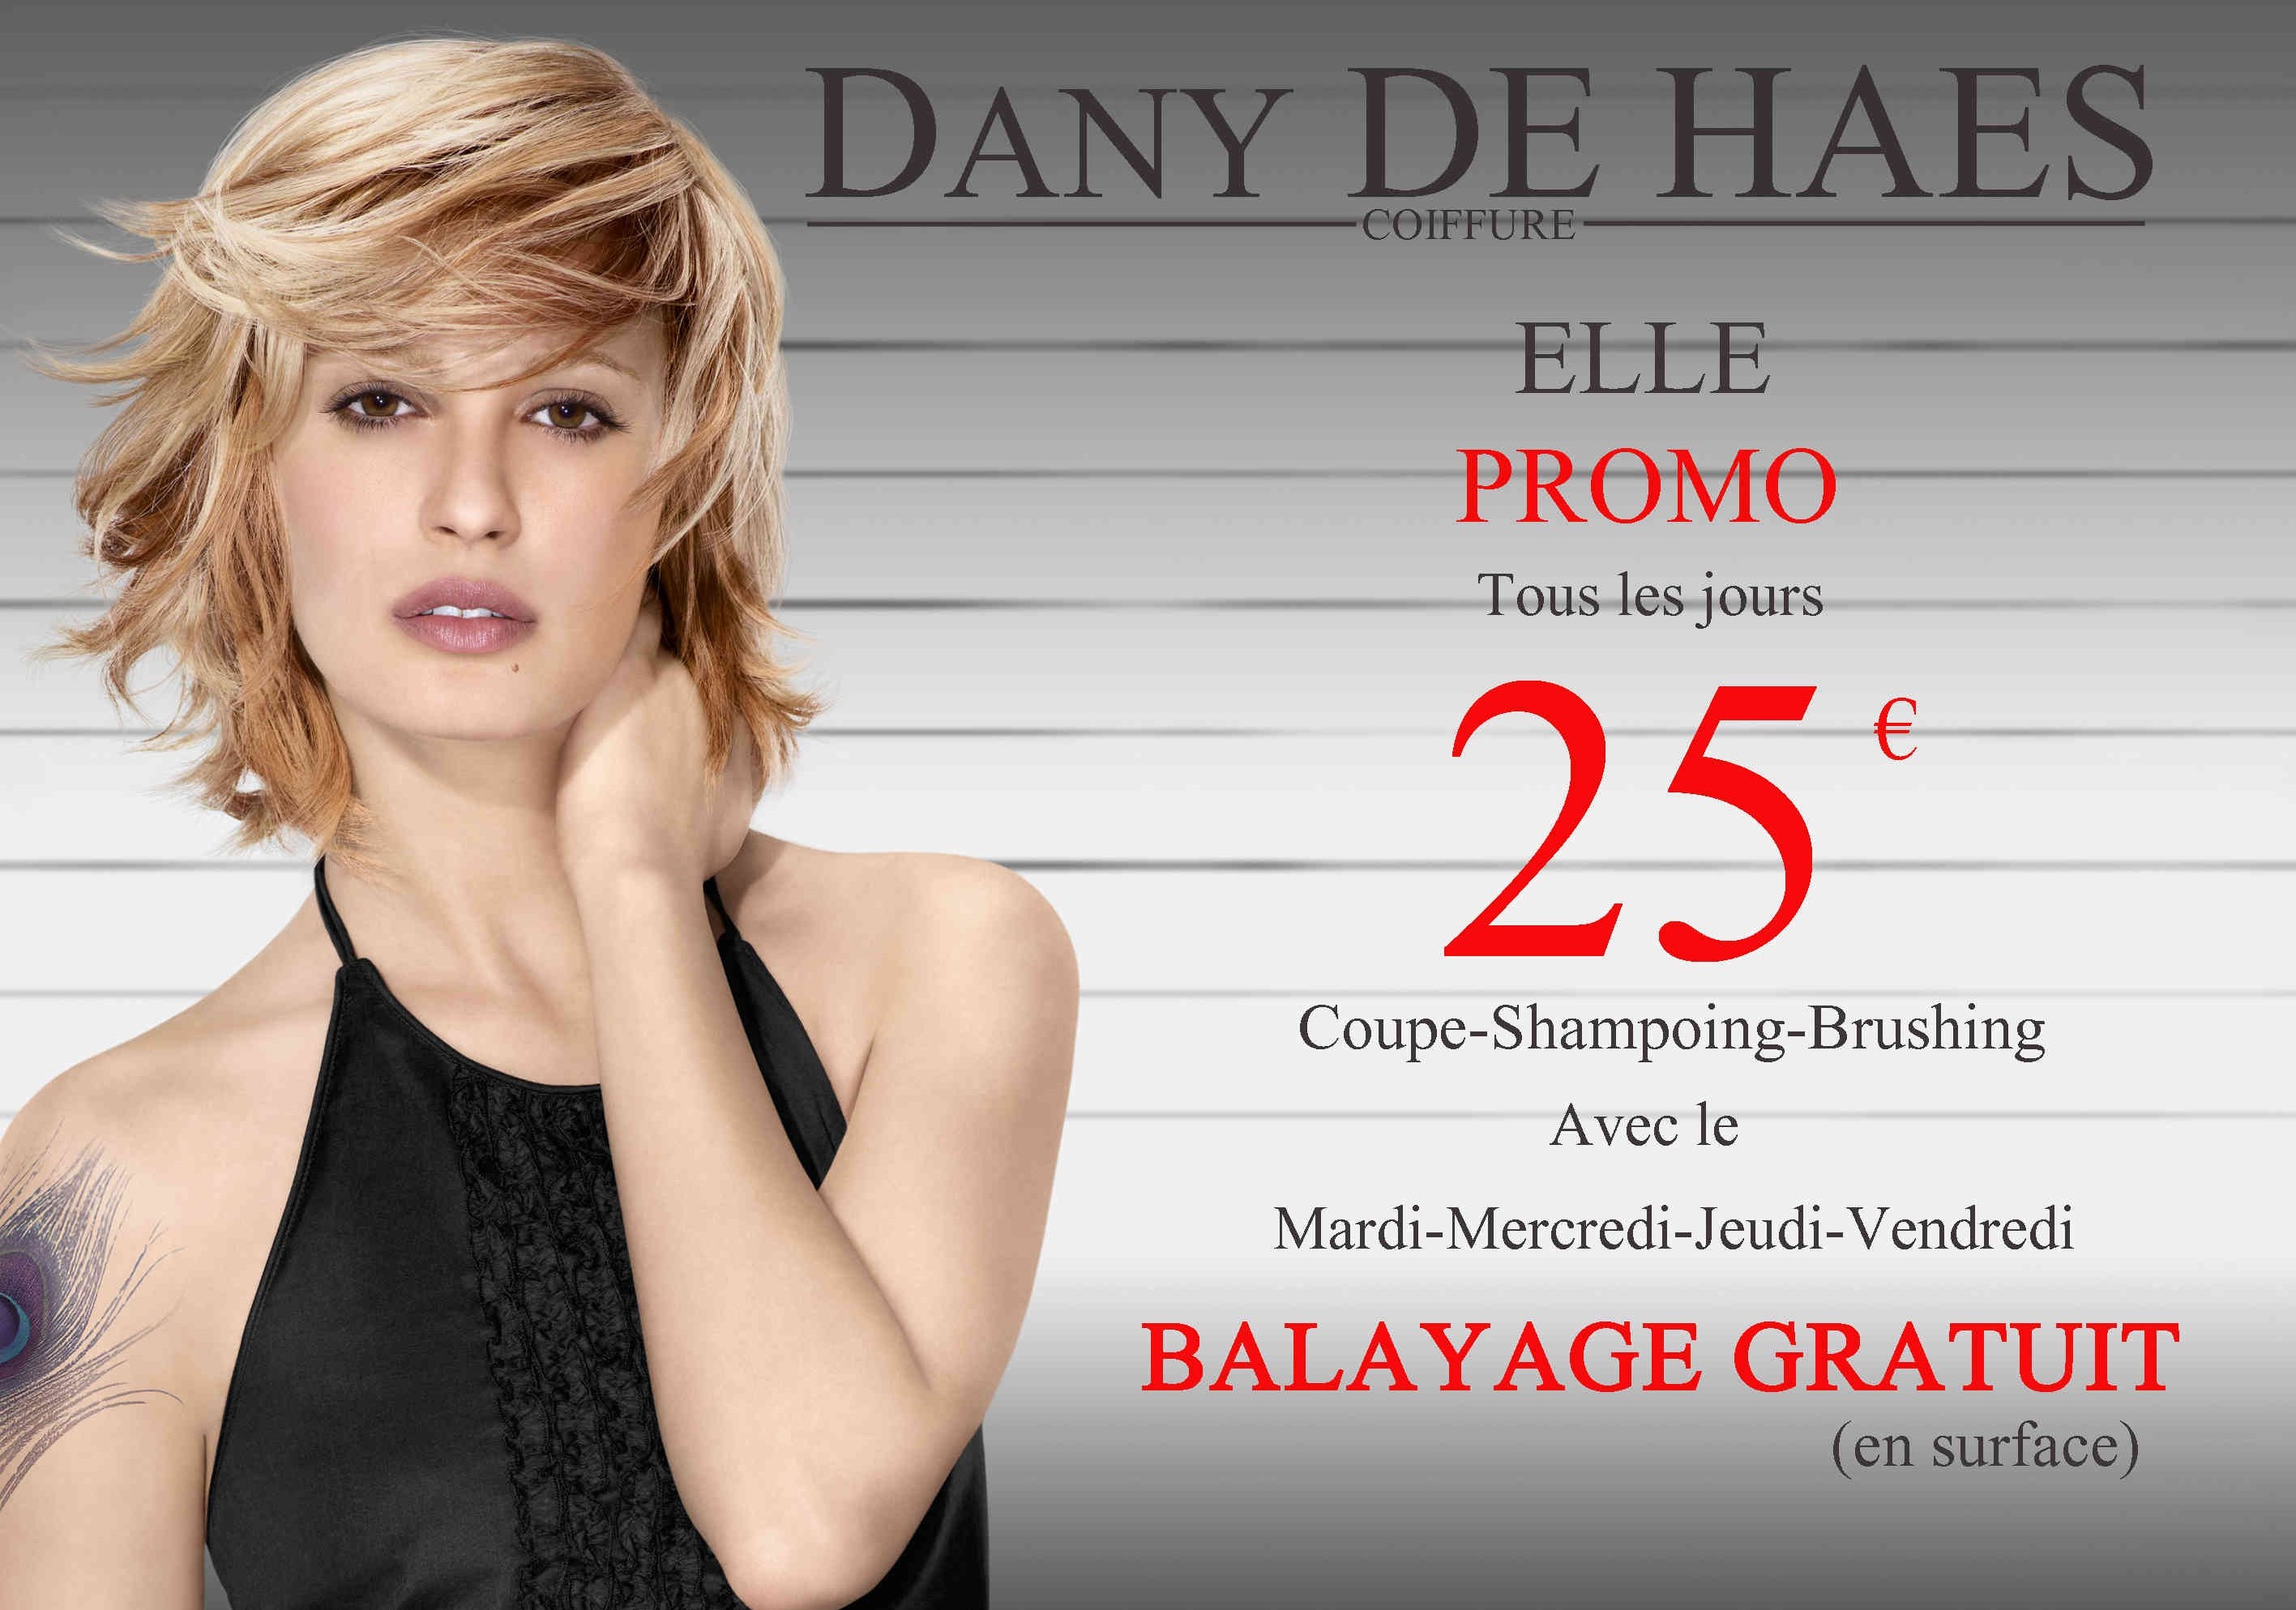 DANY DE HAES
COIFFURE
ELLE
PROMO
Tous les jours
25 €
Coupe-Shampoing-Brushing
Avec le
Mardi-Mercredi-Jeudi-Vendredi
BALAYAGE GRATUIT
(en surface)